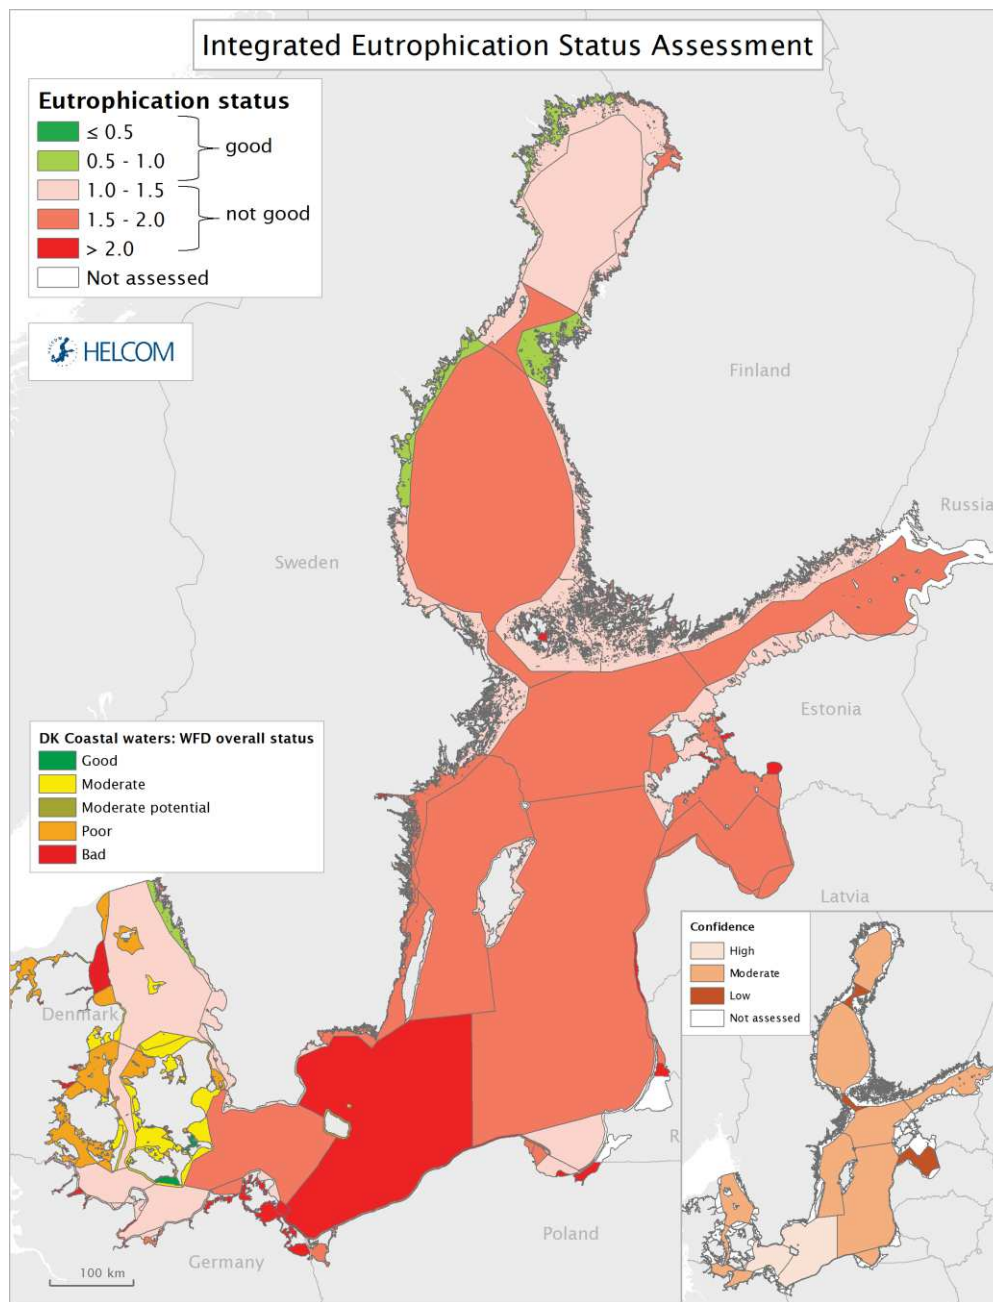 Integrated Eutrophication Status Assessment
Eutrophication status
≤ 0.5
0.5 - 1.0
good
1.0 - 1.5
1.5 - 2.0
not good
> 2.0
Not assessed
HELCOM
Finland
Russia
Sweden
Estonia
DK Coastal waters: WFD overall status
Good
Moderate
Moderate potential
Poor
Bad
Latvia
Confidence
High
Moderate
Low
Not assessed
Denmark
R
Poland
Germany
100 km